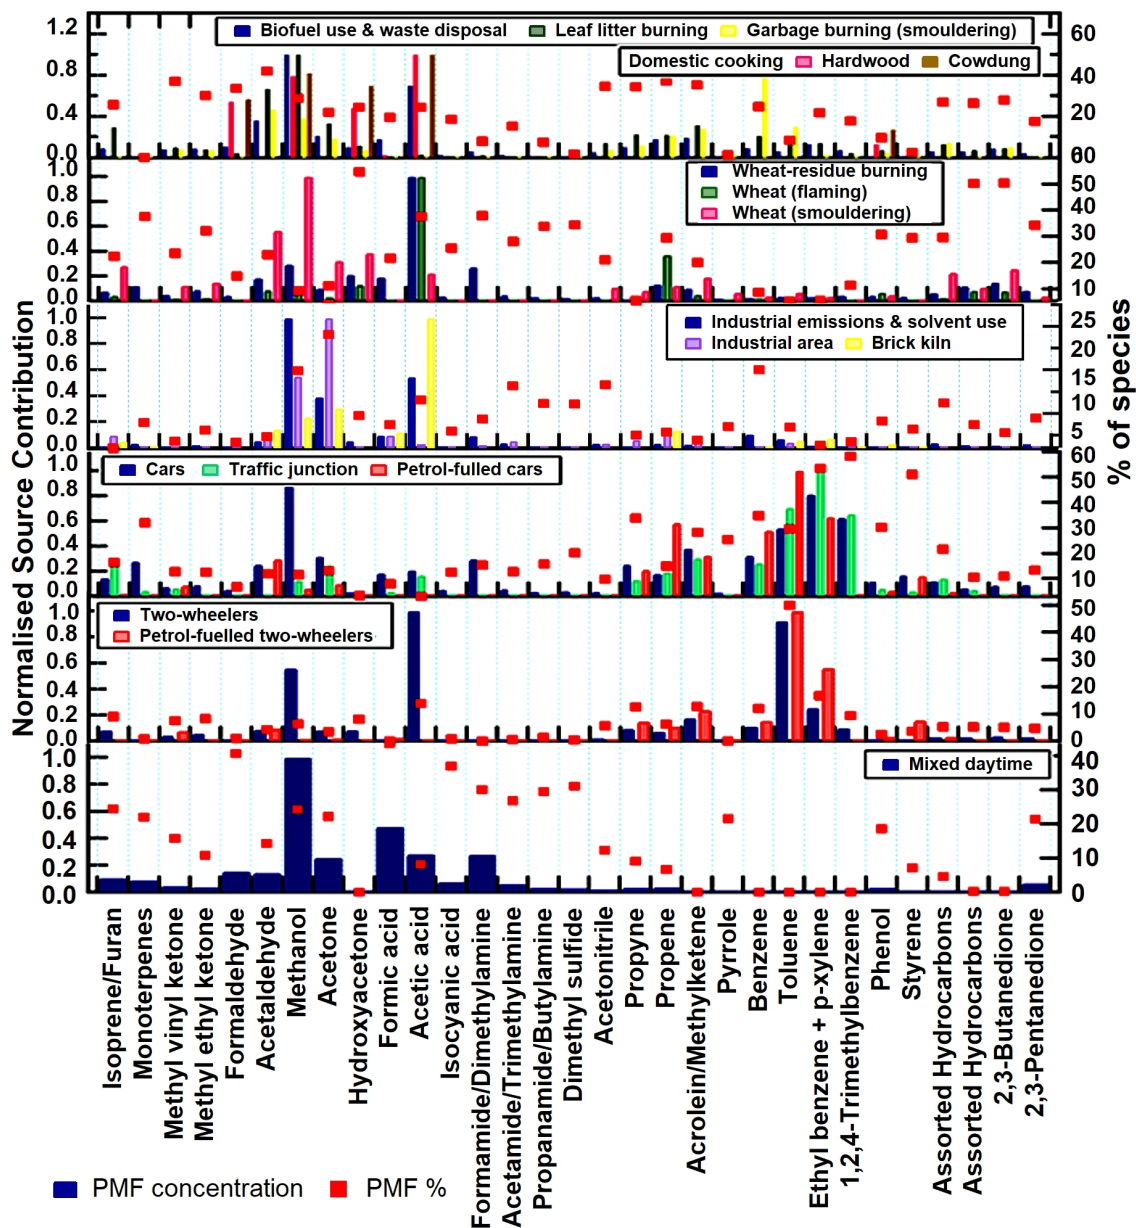 Normalised Source Contribution
% of species
1.2
0.8
0.4
0.0
60
40
20
60
Biofuel use & waste disposal Leaf litter burning Garbage burning (smouldering)
Domestic cooking Hardwood Cowdung
1.0
0.8
0.6
0.4
0.2
0.0
50
40
30
20
10
Wheat-residue burning
Wheat (flaming)
Wheat (smouldering)
1.0
0.8
0.6
0.4
0.2
0.0
25
20
15
10
5
Industrial emissions & solvent use
Industrial area Brick kiln
1.0
0.8
0.6
0.4
0.2
0.0
60
50
40
30
20
10
Cars Traffic junction Petrol-fulled cars
1.0
0.8
0.6
0.4
0.2
0.0
50
40
30
20
10
0
Two-wheelers
Petrol-fuelled two-wheelers
1.0
0.8
0.6
0.4
0.2
0.0
40
30
20
10
0
Mixed daytime
Isoprene/Furan
Monoterpenes
Methyl vinyl ketone
Methyl ethyl ketone
Formaldehyde
Acetaldehyde
Methanol
Acetone
Hydroxyacetone
Formic acid
Acetic acid
Isocyanic acid
Formamide/Dimethylamine
Acetamide/Trimethylamine
Propanamide/Butylamine
Dimethyl sulfide
Acetonitrile
Propyne
Propene
Acrolein/Methylketene
Pyrrole
Benzene
Toluene
Ethyl benzene + p-xylene
1,2,4-Trimethylbenzene
Phenol
Styrene
Assorted Hydrocarbons
Assorted Hydrocarbons
2,3-Butanedione
2,3-Pentanedione
PMF concentration PMF %